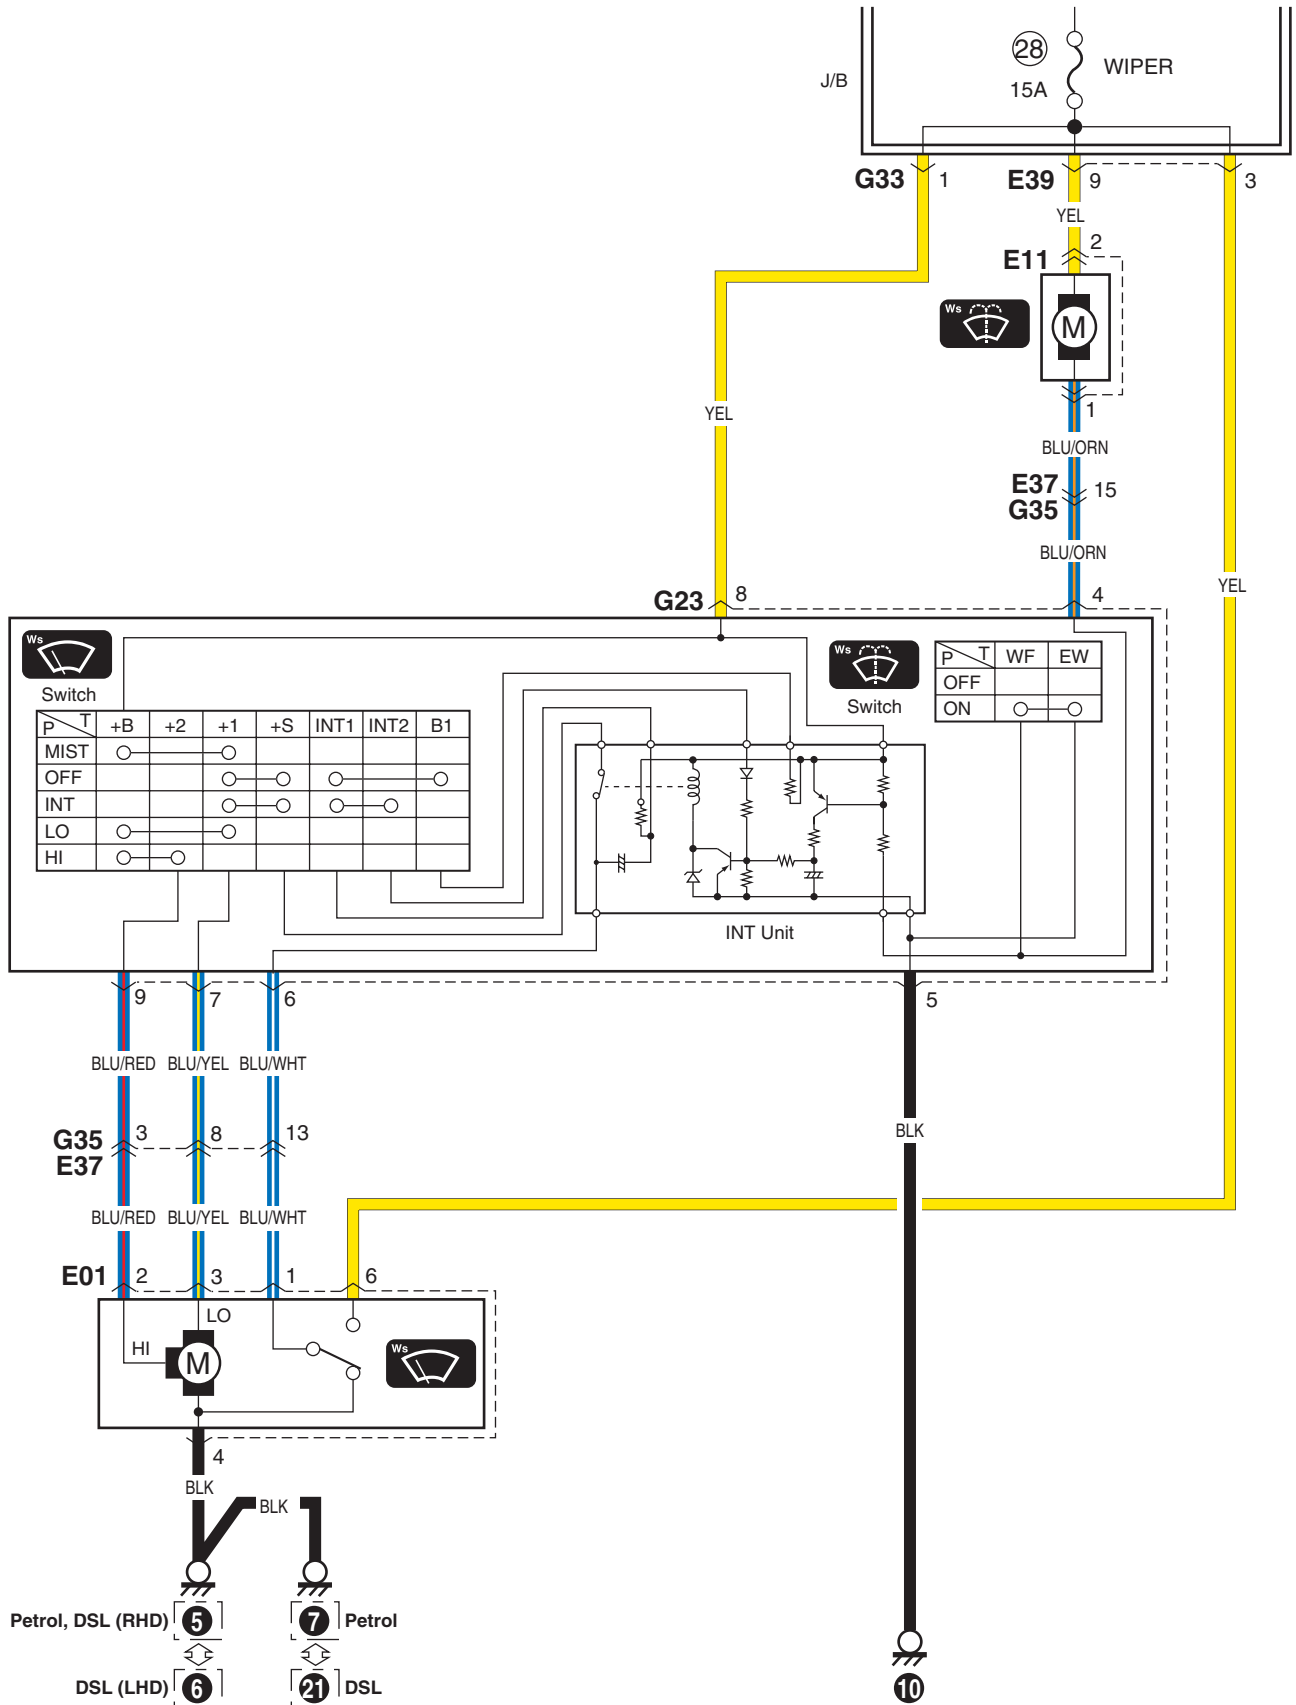 28
15A
WIPER
J/B
G33 1
E39 9
3
YEL
2
E11
Ws
M
1
YEL
BLU/ORN
E37 15
G35
BLU/ORN
YEL
G23 8
4
Ws
Switch
Ws
Switch
P T WF EW
OFF
ON
P T +B +2 +1 +S INT1 INT2 B1
MIST
OFF
INT
LO
HI
INT Unit
9 7 6 5
BLU/RED BLU/YEL BLU/WHT
BLK
G35 3 8 13
E37
BLU/RED BLU/YEL BLU/WHT
E01 2 3 1 6
LO
HI
M
Ws
4
BLK
BLK
Petrol, DSL (RHD) 5
7 Petrol
DSL (LHD) 6
21 DSL
10